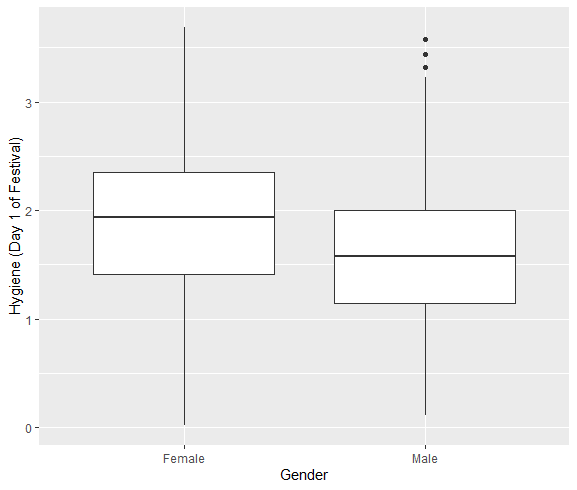 Hygiene (Day 1 of Festival)
3
2
1
0
Female Male
Gender